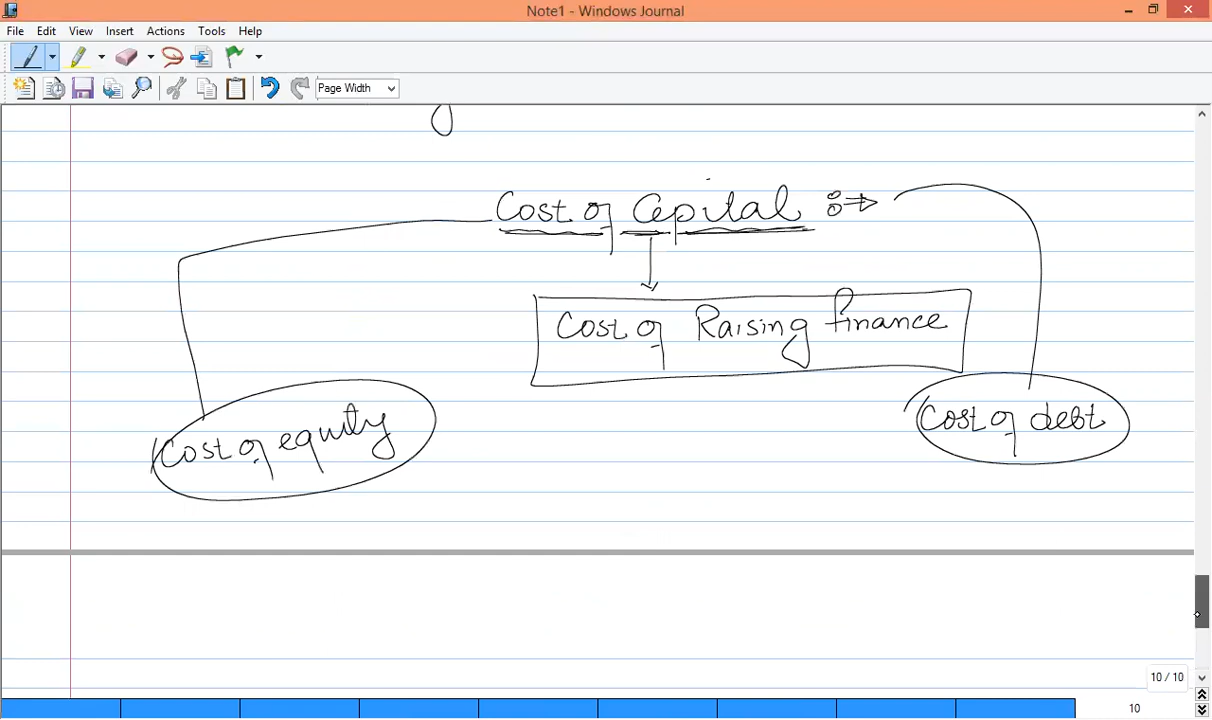 Note1 - Windows Journal
File Edit View Insert Actions Tools Help
Page Width
Cost of Capital
Cost of Raising finance
Cost of equity
Cost of debt
10 / 10
10